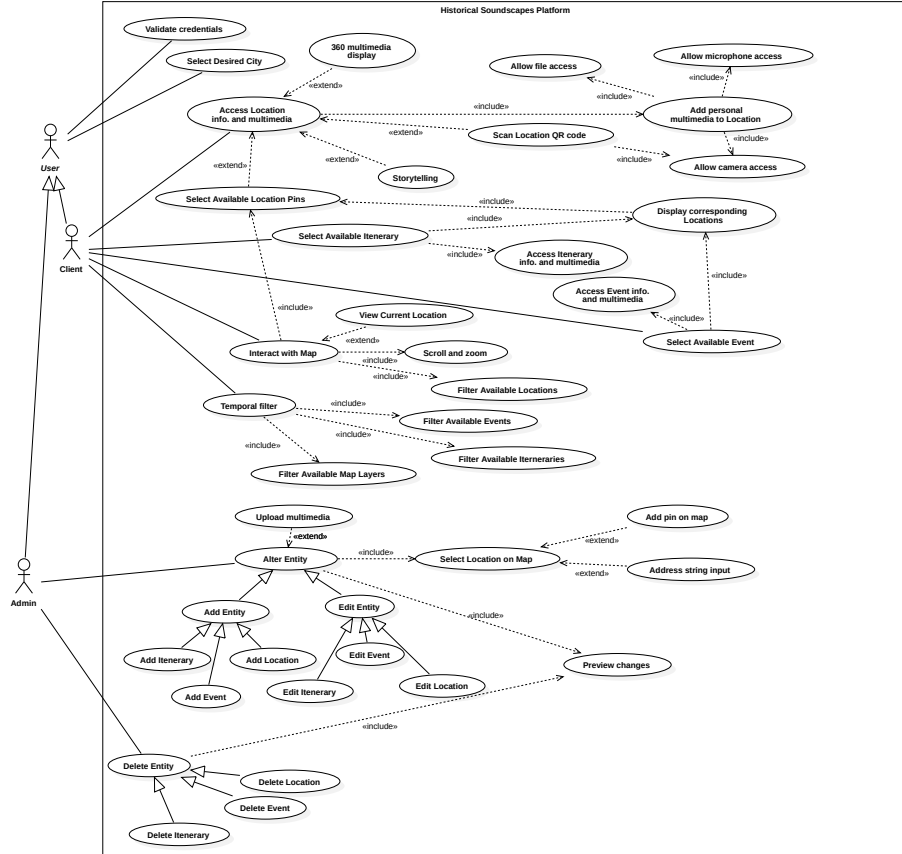 Historical Soundscapes Platform
Validate credentials
Select Desired City
360 multimedia
display
Allow file access
Allow microphone access
«include»
«extend»
«include»
Access Location
info. and multimedia
«include»
Add personal
multimedia to Location
«extend»
Scan Location QR code
«include»
«include»
User
«extend»
«extend»
Storytelling
Allow camera access
Select Available Location Pins
«include»
Display corresponding
Locations
«include»
Client
Select Available Itenerary
«include»
Access Itenerary
info. and multimedia
«include»
Access Event info.
and multimedia
«include»
«include»
View Current Location
«extend»
Select Available Event
Interact with Map
Scroll and zoom
«include»
«include»
Filter Available Locations
Temporal filter
«include»
Filter Available Events
«include»
«include»
Filter Available Iterneraries
Filter Available Map Layers
Upload multimedia
Add pin on map
«extend»
«extend»
Alter Entity
«include»
Select Location on Map
«extend»
Address string input
Admin
Add Entity
Edit Entity
«include»
Add Itenerary
Add Location
Edit Event
Preview changes
Add Event
Edit Itenerary
Edit Location
«include»
Delete Entity
Delete Location
Delete Event
Delete Itenerary